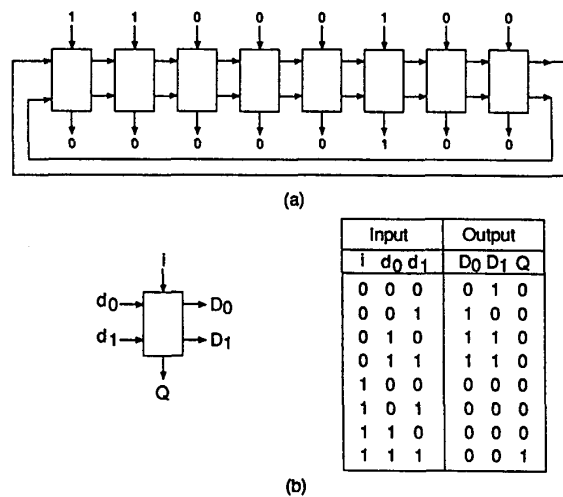 1 1 0 0 0 1 0 0
0 0 0 0 0 1 0 0
(a)
i
d0 D0
d1 D1
Q
Input Output
i d0 d1 D0 D1 Q
0 0 0 0 1 0
0 0 1 1 0 0
0 1 0 1 1 0
0 1 1 1 1 0
1 0 0 0 0 0
1 0 1 0 0 0
1 1 0 0 0 0
1 1 1 0 0 1
(b)